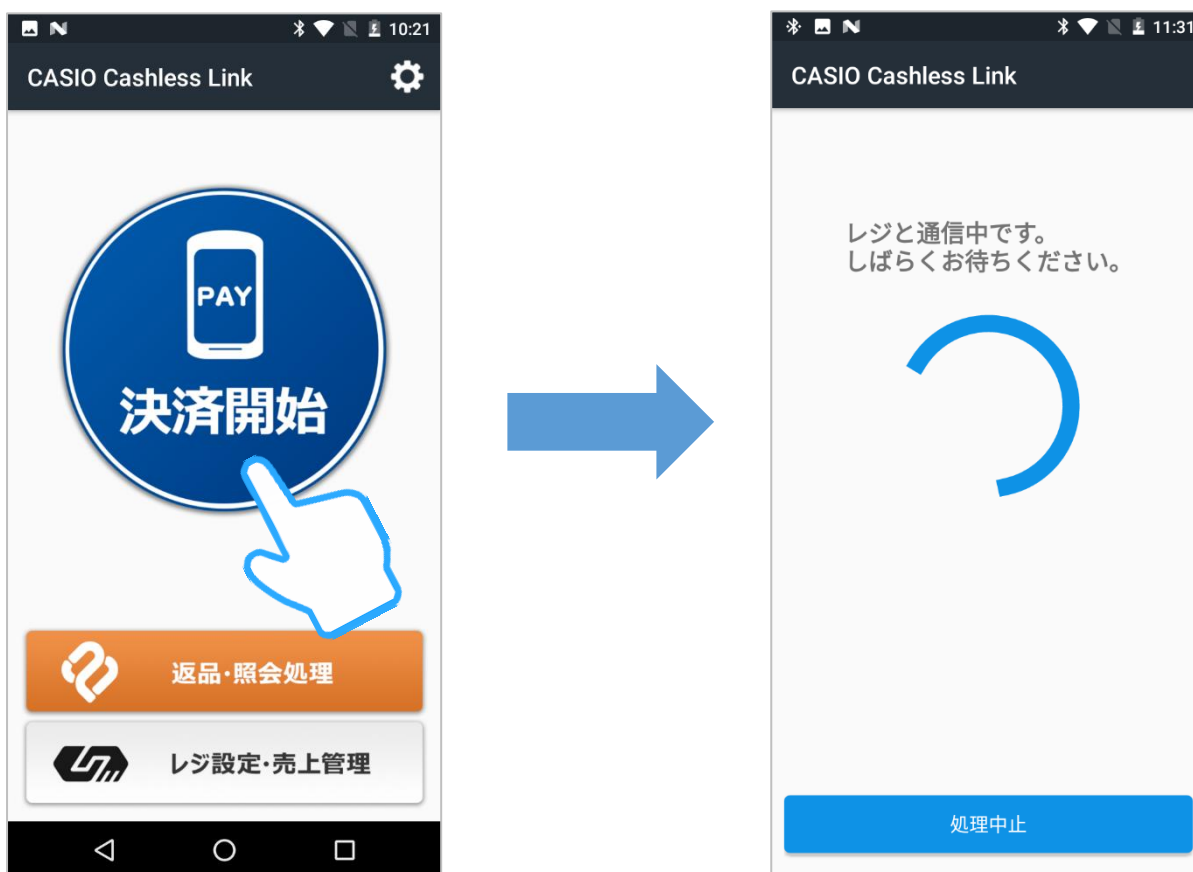 10:21
CASIO Cashless Link
PAY
決済開始
返品・照会処理
レジ設定・売上管理
11:31
CASIO Cashless Link
レジと通信中です。
しばらくお待ちください。
処理中止